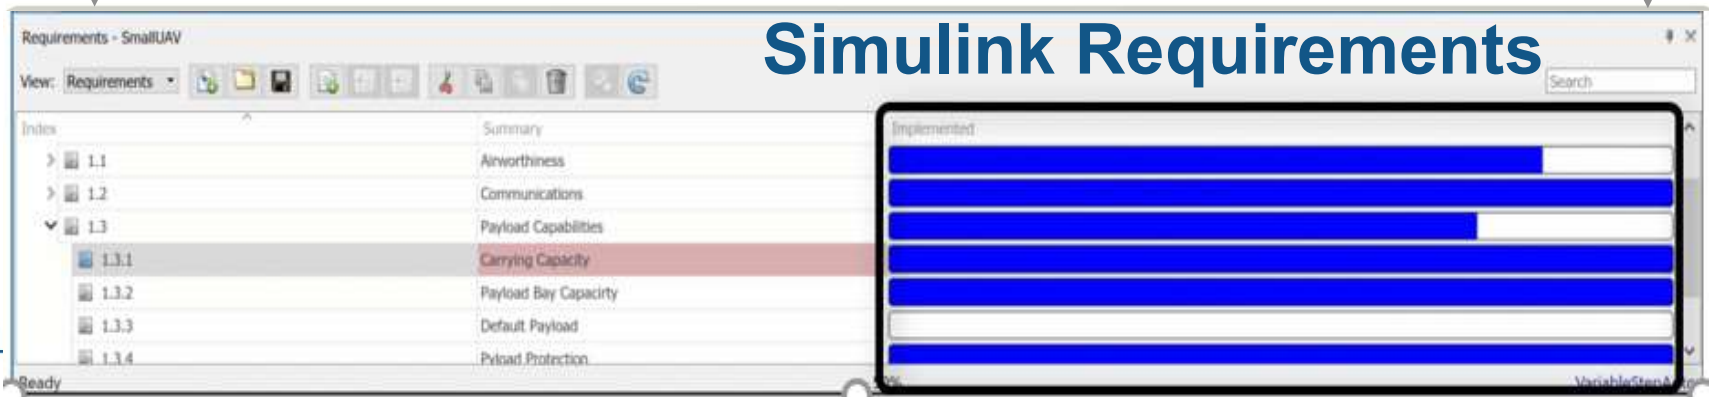 Simulink Requirements
Requirements - SmallUAV
View: Requirements
Search
Index Summary Implemented
1.1 Airworthiness
1.2 Communications
1.3 Payload Capabilities
1.3.1 Carrying Capacity
1.3.2 Payload Bay Capacirty
1.3.3 Default Payload
1.3.4 Pyload Protection
Ready